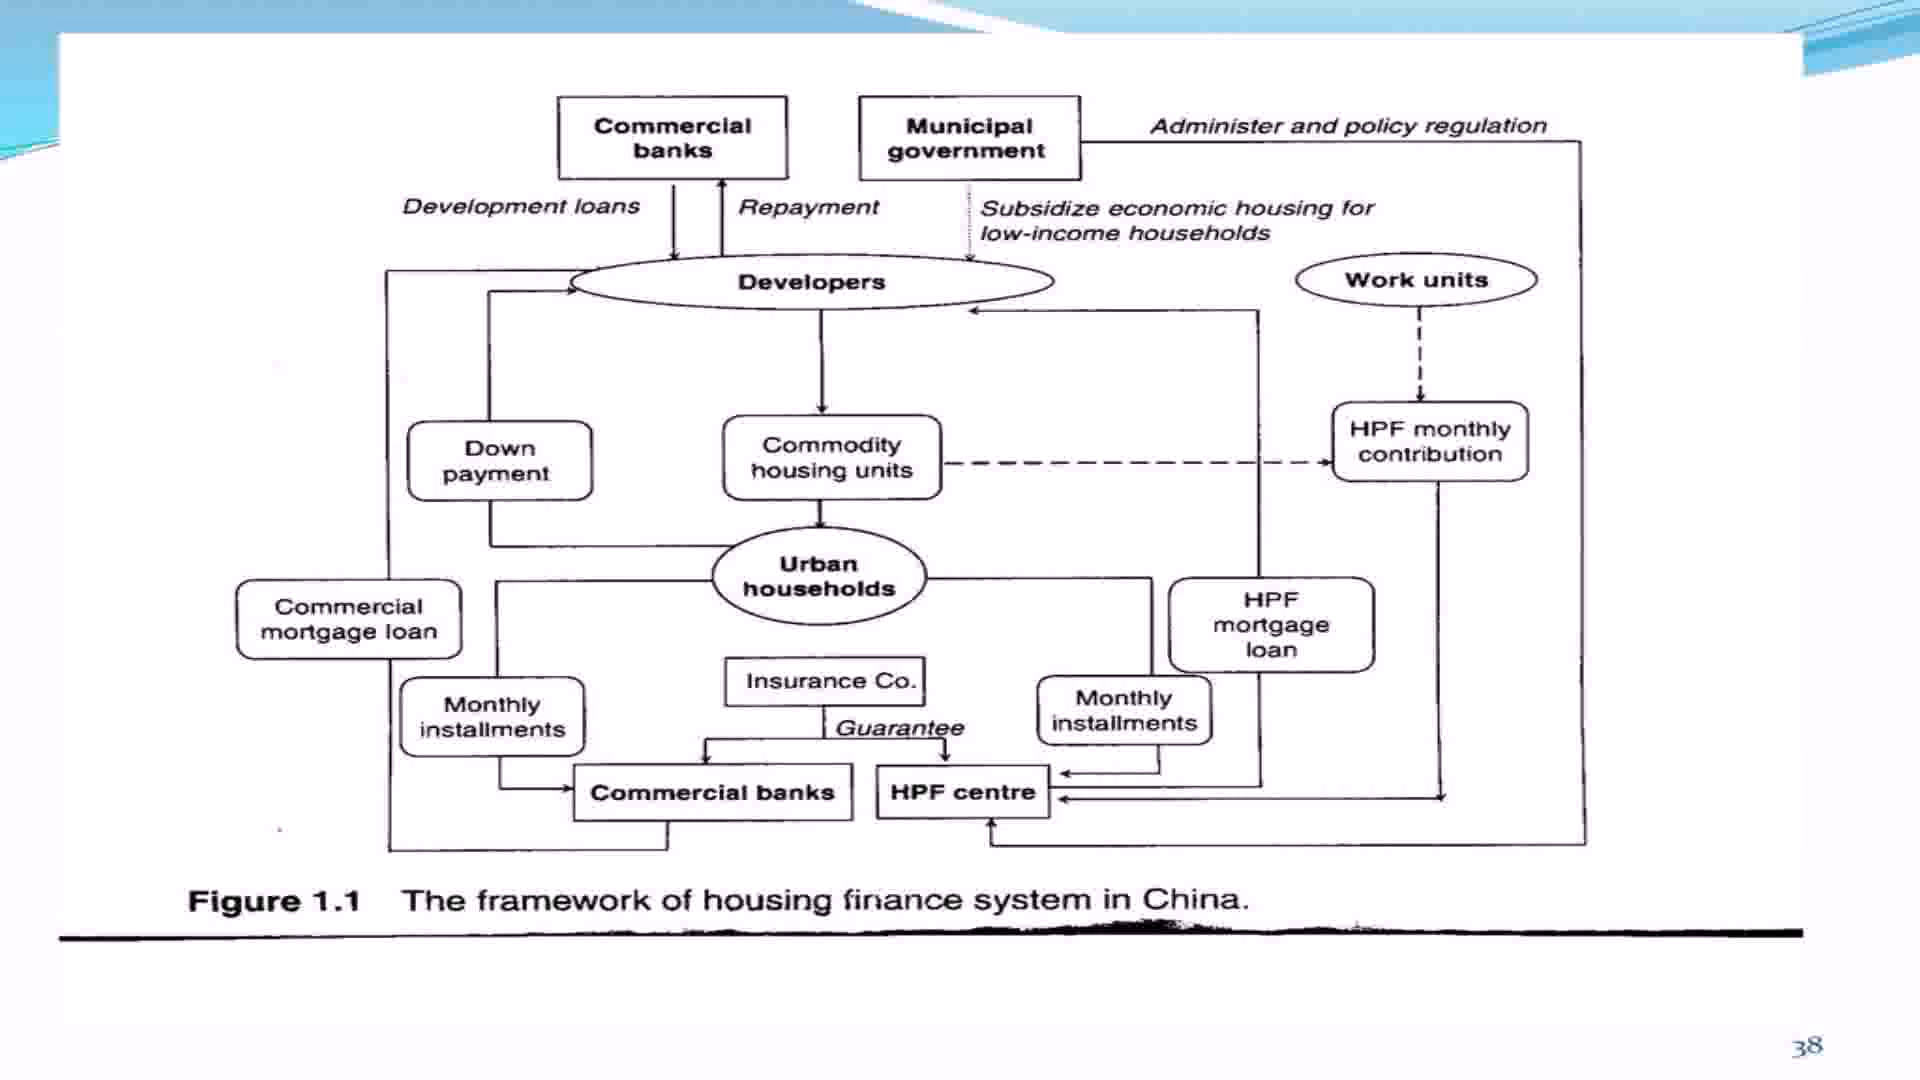 Commercial
banks
Municipal
government
Administer and policy regulation
Development loans
Repayment
Subsidize economic housing for
low-income households
Developers
Work units
Down
payment
Commodity
housing units
HPF monthly
contribution
Urban
households
Commercial
mortgage loan
HPF
mortgage
loan
Monthly
installments
Insurance Co.
Guarantee
Monthly
installments
Commercial banks
HPF centre
Figure 1.1 The framework of housing finance system in China.
38